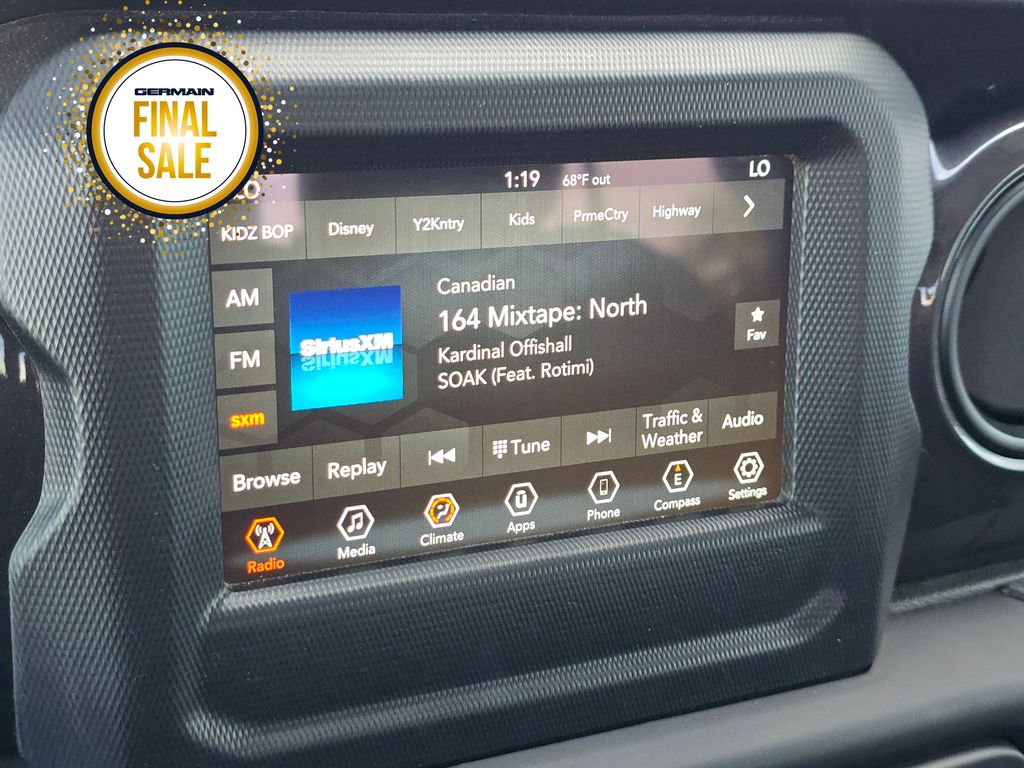 GERMAIN
FINAL
SALE
LO
1:19
68°F out
LO
KIDZ BOP
Disney
Y2Kntry
Kids
PrmeCtry
Highway
AM
FM
sxm
SiriusXM
Canadian
164 Mixtape: North
Kardinal Offishall
SOAK (Feat. Rotimi)
Fav
Browse
Replay
Tune
Traffic &
Weather
Audio
Radio
Media
Climate
Apps
Phone
E
Compass
Settings